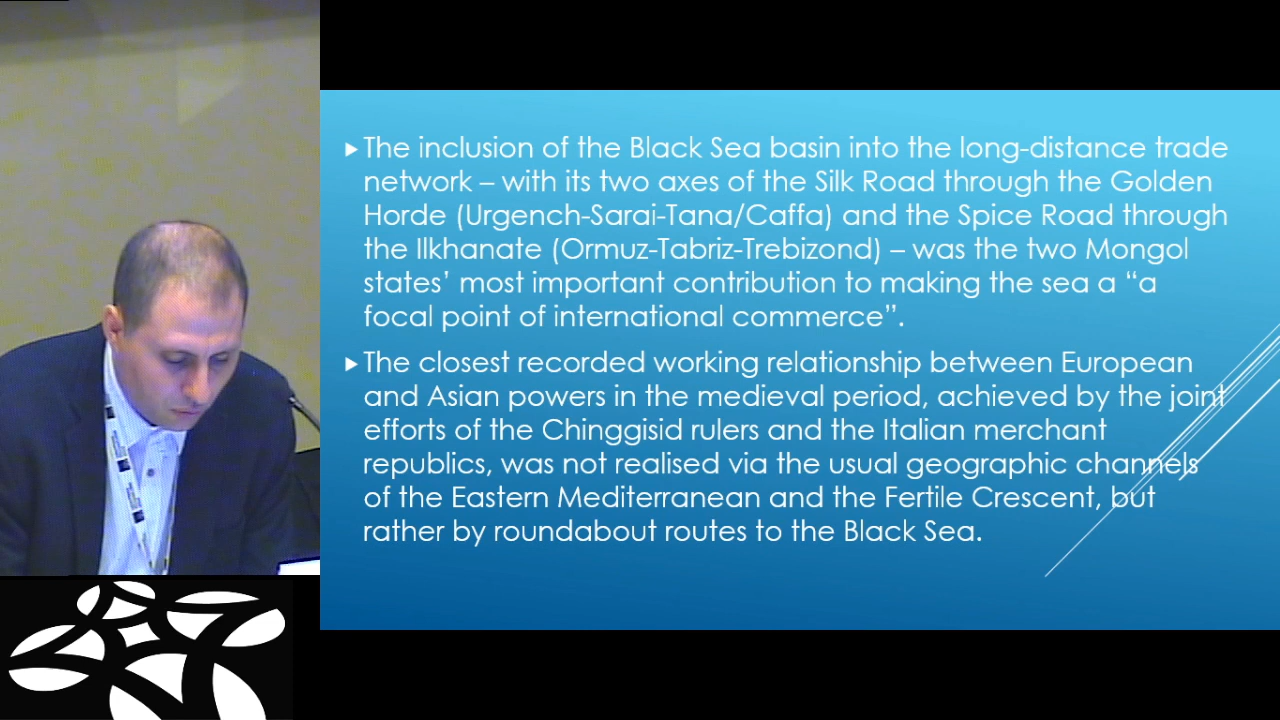 The inclusion of the Black Sea basin into the long-distance trade
network – with its two axes of the Silk Road through the Golden
Horde (Urgench-Sarai-Tana/Caffa) and the Spice Road through
the Ilkhanate (Ormuz-Tabriz-Trebizond) – was the two Mongol
states’ most important contribution to making the sea a “a
focal point of international commerce”.
The closest recorded working relationship between European
and Asian powers in the medieval period, achieved by the joint
efforts of the Chinggisid rulers and the Italian merchant
republics, was not realised via the usual geographic channels
of the Eastern Mediterranean and the Fertile Crescent, but
rather by roundabout routes to the Black Sea.